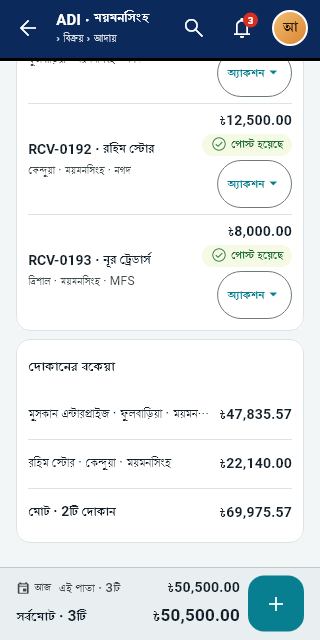 ADI · ময়মনসিংহ
› বিক্রয় › আদায়
3
আ
অ্যাকশন
৳12,500.00
RCV-0192 · রহিম স্টোর
পোস্ট হয়েছে
কেন্দুয়া · ময়মনসিংহ · নগদ
অ্যাকশন
৳8,000.00
RCV-0193 · নূর ট্রেডার্স
পোস্ট হয়েছে
ত্রিশাল · ময়মনসিংহ · MFS
অ্যাকশন
দোকানের বকেয়া
মুসকান এন্টারপ্রাইজ · ফুলবাড়িয়া · ময়মন··· ৳47,835.57
রহিম স্টোর · কেন্দুয়া · ময়মনসিংহ ৳22,140.00
মোট · 2টি দোকান ৳69,975.57
আজ এই পাতা · 3টি ৳50,500.00
সর্বমোট · 3টি ৳50,500.00